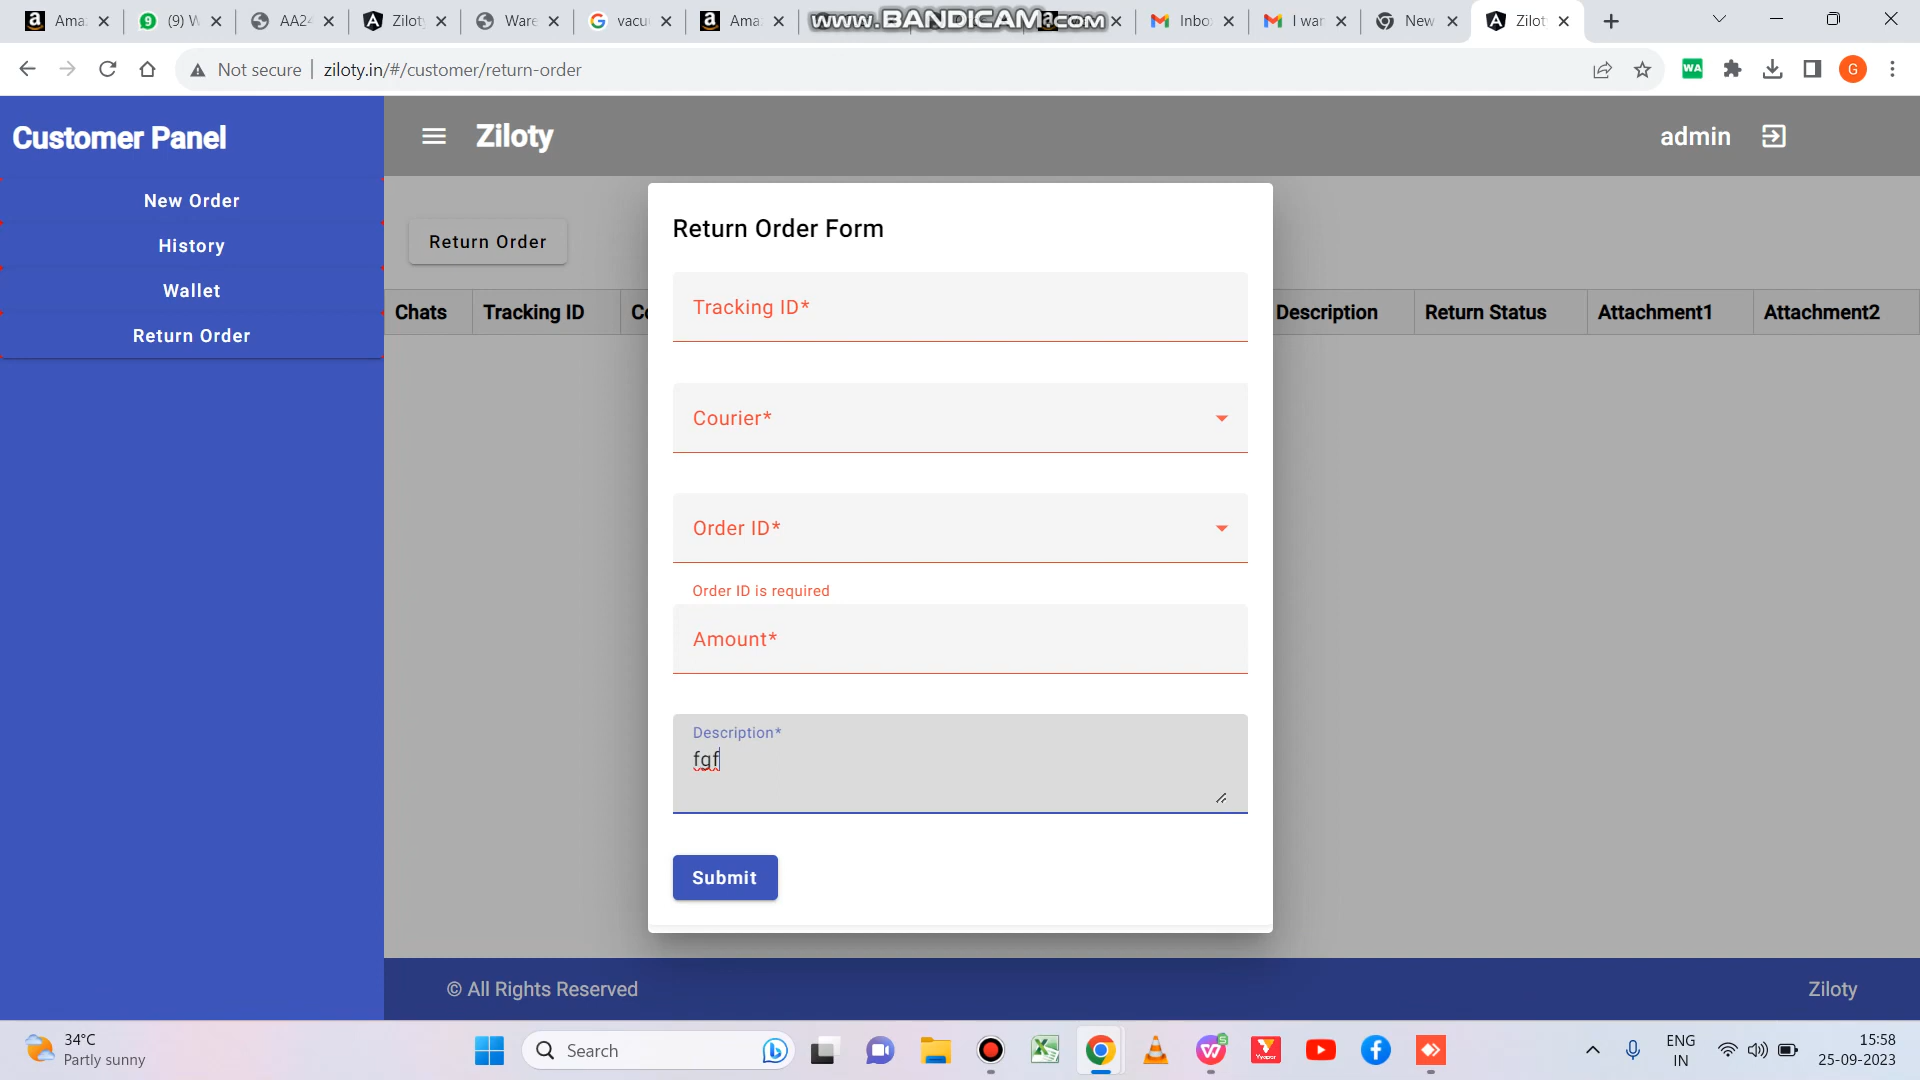 Ama
(9) W
AA24
Ziloty
Ware
vacu
Ama
www.BANDICAM.COM
Inbo
I wan
New
Zilot
Not secure
ziloty.in/#/customer/return-order
WA
G
Customer Panel
Ziloty
admin
New Order
History
Wallet
Return Order
Return Order
Chats
Tracking ID
Description
Return Status
Attachment1
Attachment2
Return Order Form
Tracking ID*
Courier*
Order ID*
Order ID is required
Amount*
Description*
fgf
Submit
© All Rights Reserved
Ziloty
34°C
Partly sunny
Search
ENG
IN
15:58
25-09-2023